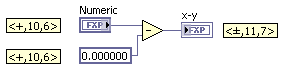 Numeric
x-y
<+,10,6>
FXP
FXP
<±,11,7>
<+,10,6>
0.000000